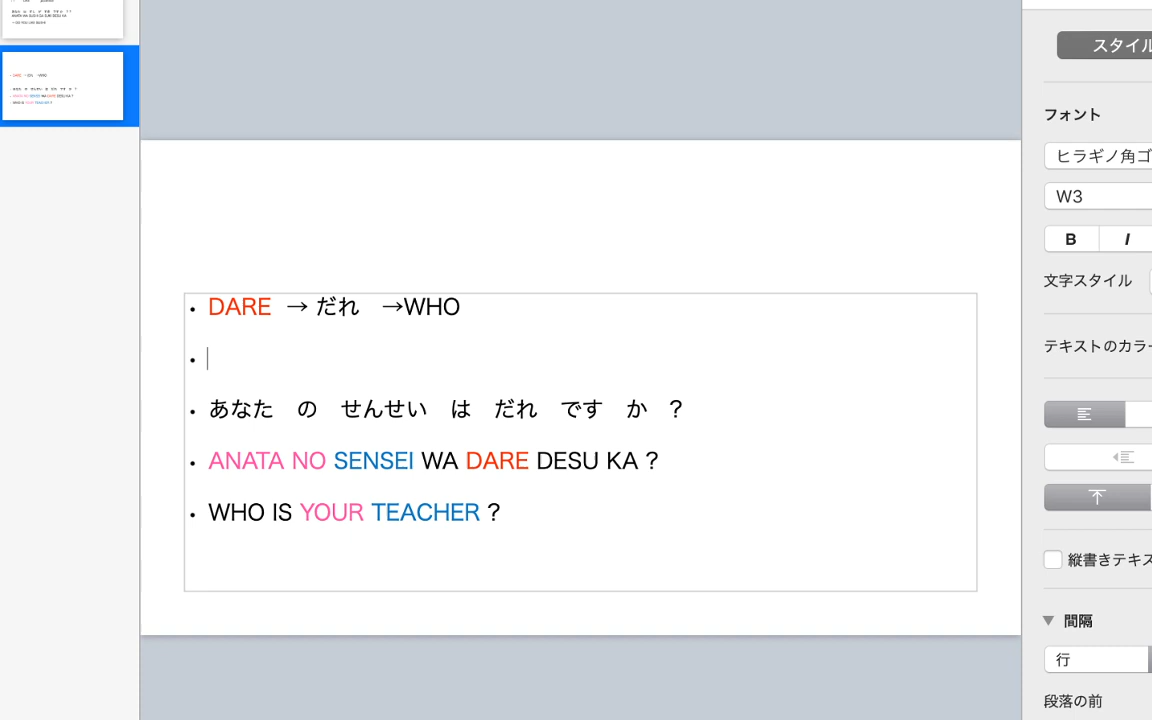 DARE → だれ →WHO
あなた の せんせい は だれ です か ?
ANATA NO SENSEI WA DARE DESU KA ?
WHO IS YOUR TEACHER ?
スタイル
フォント
ヒラギノ角ゴ
W3
B I
文字スタイル
テキストのカラー
縦書きテキス
▼ 間隔
行
段落の前